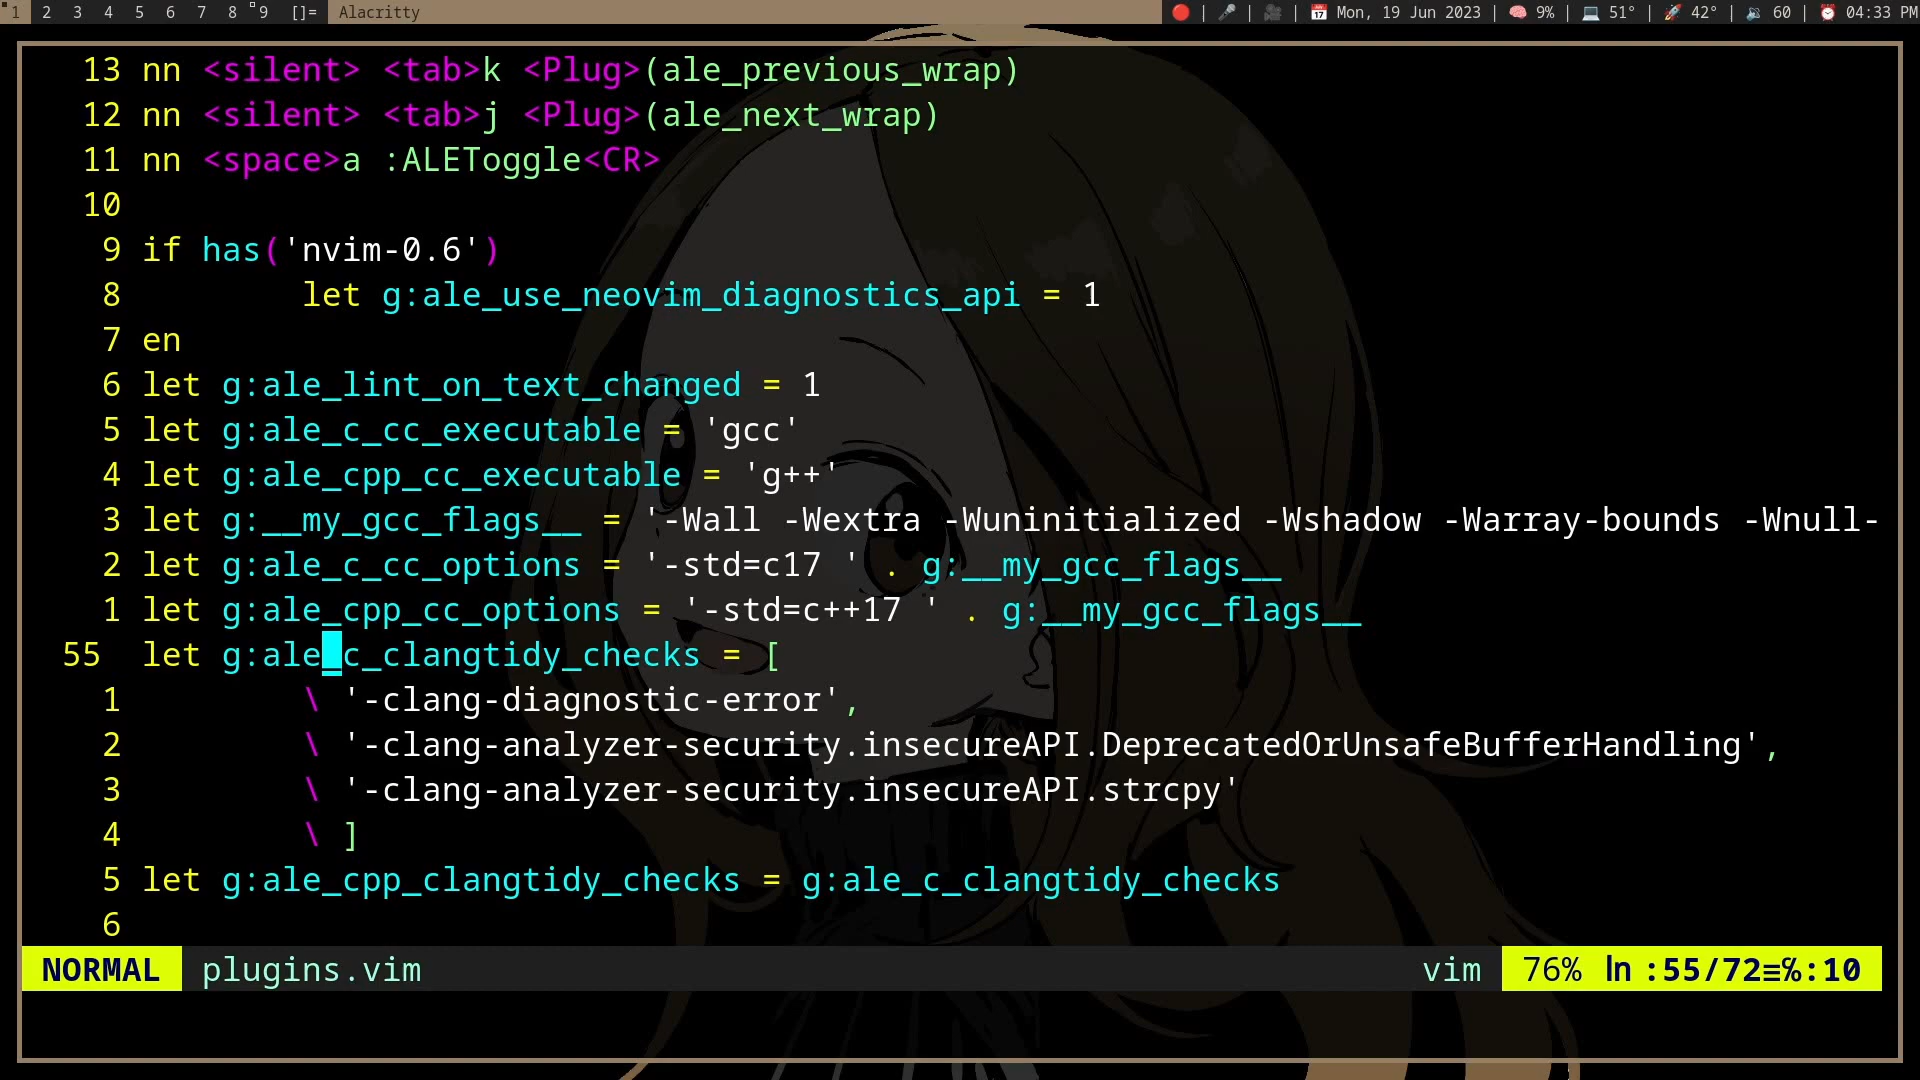 1 2 3 4 5 6 7 8 9 []= Alacritty | | | Mon, 19 Jun 2023 | 9% | 51° | 42° | 60 | 04:33 PM
13 nn <silent> <tab>k <Plug>(ale_previous_wrap)
12 nn <silent> <tab>j <Plug>(ale_next_wrap)
11 nn <space>a :ALEToggle<CR>
10
9 if has('nvim-0.6')
8 let g:ale_use_neovim_diagnostics_api = 1
7 en
6 let g:ale_lint_on_text_changed = 1
5 let g:ale_c_cc_executable = 'gcc'
4 let g:ale_cpp_cc_executable = 'g++'
3 let g:__my_gcc_flags__ = '-Wall -Wextra -Wuninitialized -Wshadow -Warray-bounds -Wnull-
2 let g:ale_c_cc_options = '-std=c17 ' . g:__my_gcc_flags__
1 let g:ale_cpp_cc_options = '-std=c++17 ' . g:__my_gcc_flags__
55 let g:ale_c_clangtidy_checks = [
1 \ '-clang-diagnostic-error',
2 \ '-clang-analyzer-security.insecureAPI.DeprecatedOrUnsafeBufferHandling',
3 \ '-clang-analyzer-security.insecureAPI.strcpy'
4 \ ]
5 let g:ale_cpp_clangtidy_checks = g:ale_c_clangtidy_checks
6
NORMAL plugins.vim vim 76% ㏑:55/72≡℅:10